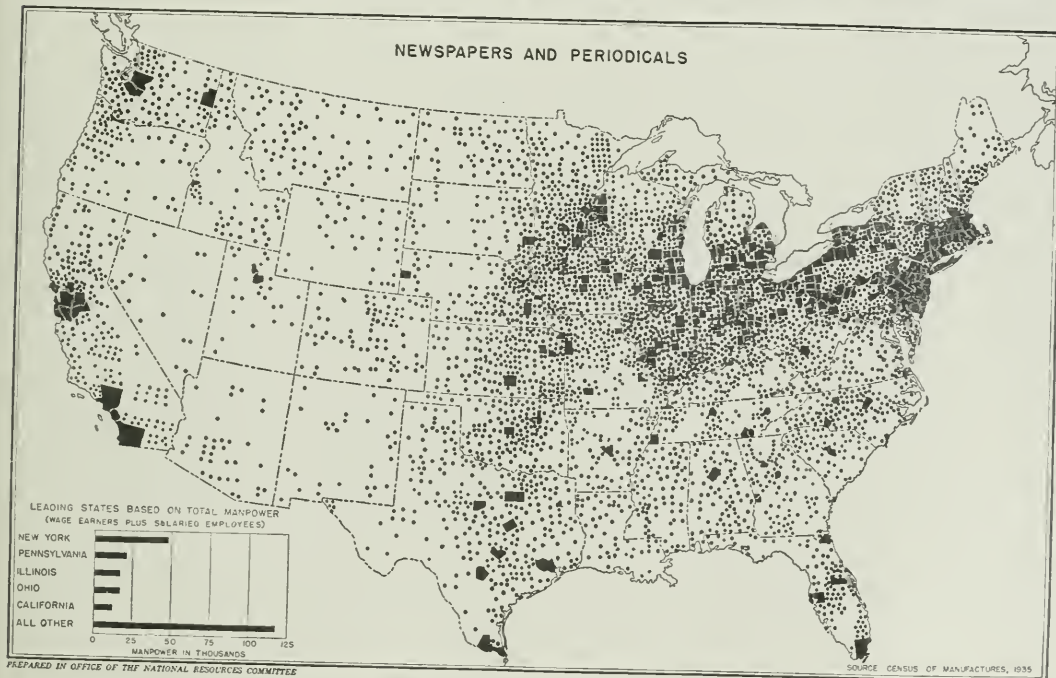 NEWSPAPERS AND PERIODICALS
LEADING STATES BASED ON TOTAL MANPOWER
(WAGE EARNERS PLUS SALARIED EMPLOYEES)
NEW YORK
PENNSYLVANIA
ILLINOIS
OHIO
CALIFORNIA
ALL OTHER
0 25 50 75 100 125
MANPOWER IN THOUSANDS
PREPARED IN OFFICE OF THE NATIONAL RESOURCES COMMITTEE
SOURCE CENSUS OF MANUFACTURES, 1935